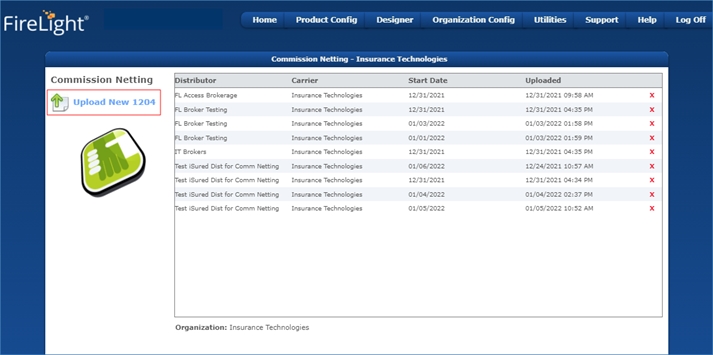 FireLight®
Home Product Config Designer Organization Config Utilities Support Help Log Off
Commission Netting - Insurance Technologies
Commission Netting
Upload New 1204
Distributor Carrier Start Date Uploaded
FL Access Brokerage Insurance Technologies 12/31/2021 12/31/2021 09:58 AM X
FL Broker Testing Insurance Technologies 12/31/2021 12/31/2021 04:35 PM X
FL Broker Testing Insurance Technologies 01/03/2022 01/03/2022 01:58 PM X
FL Broker Testing Insurance Technologies 01/01/2022 01/03/2022 01:59 PM X
IT Brokers Insurance Technologies 12/31/2021 12/31/2021 04:35 PM X
Test iSured Dist for Comm Netting Insurance Technologies 01/06/2022 12/24/2021 10:57 AM X
Test iSured Dist for Comm Netting Insurance Technologies 12/31/2021 12/31/2021 04:34 PM X
Test iSured Dist for Comm Netting Insurance Technologies 01/04/2022 01/04/2022 02:37 PM X
Test iSured Dist for Comm Netting Insurance Technologies 01/05/2022 01/05/2022 10:52 AM X
Organization: Insurance Technologies